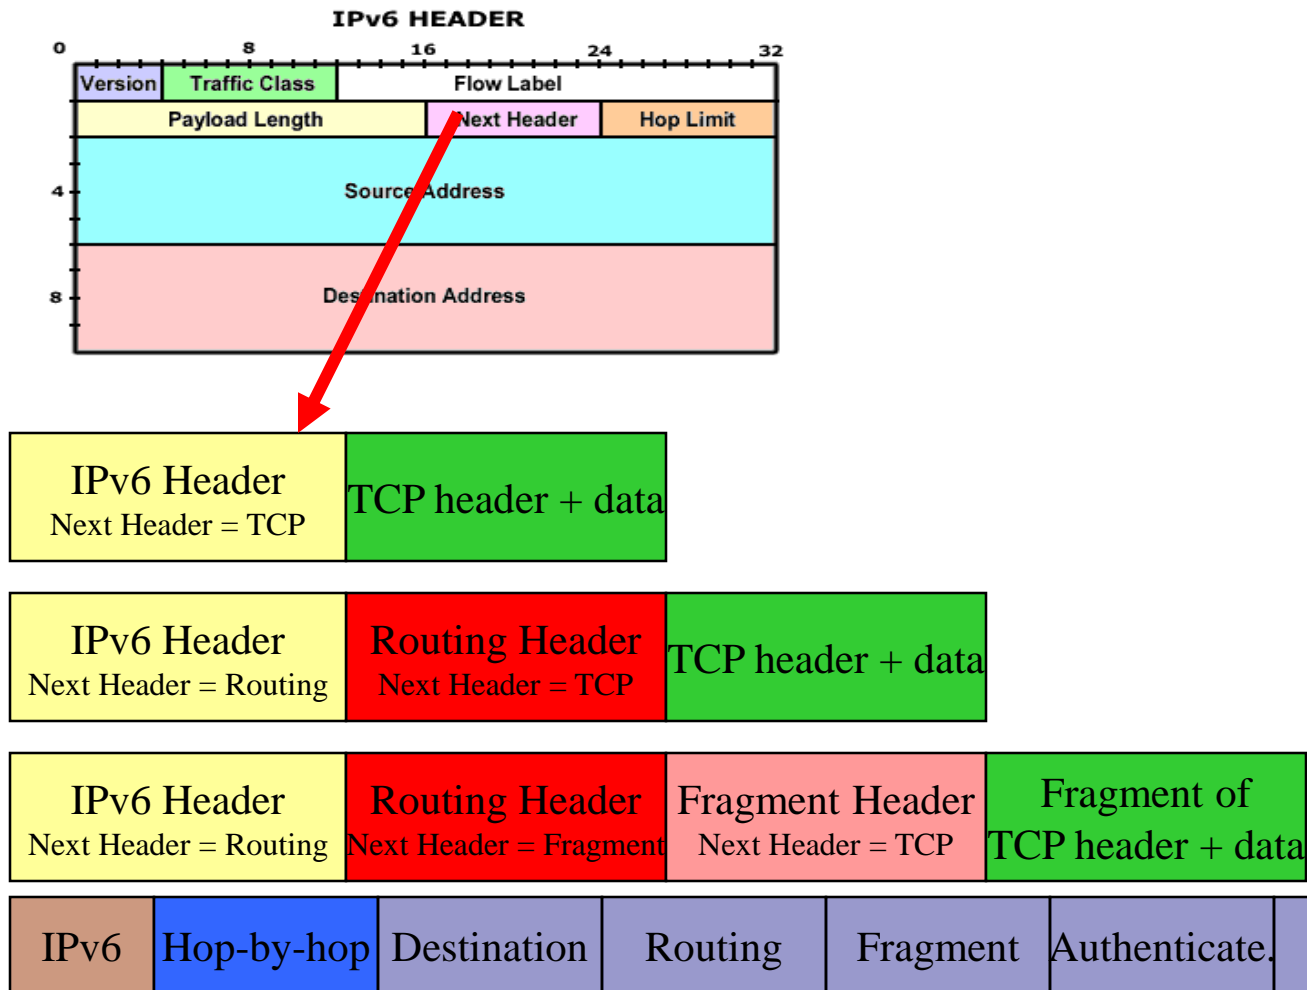 IPv6 HEADER
0 8 16 24 32
Version Traffic Class Flow Label
Payload Length Next Header Hop Limit
4 Source Address
8 Destination Address
IPv6 Header
Next Header = TCP
TCP header + data
IPv6 Header
Next Header = Routing
Routing Header
Next Header = TCP
TCP header + data
IPv6 Header
Next Header = Routing
Routing Header
Next Header = Fragment
Fragment Header
Next Header = TCP
Fragment of
TCP header + data
IPv6 Hop-by-hop Destination Routing Fragment Authenticate.